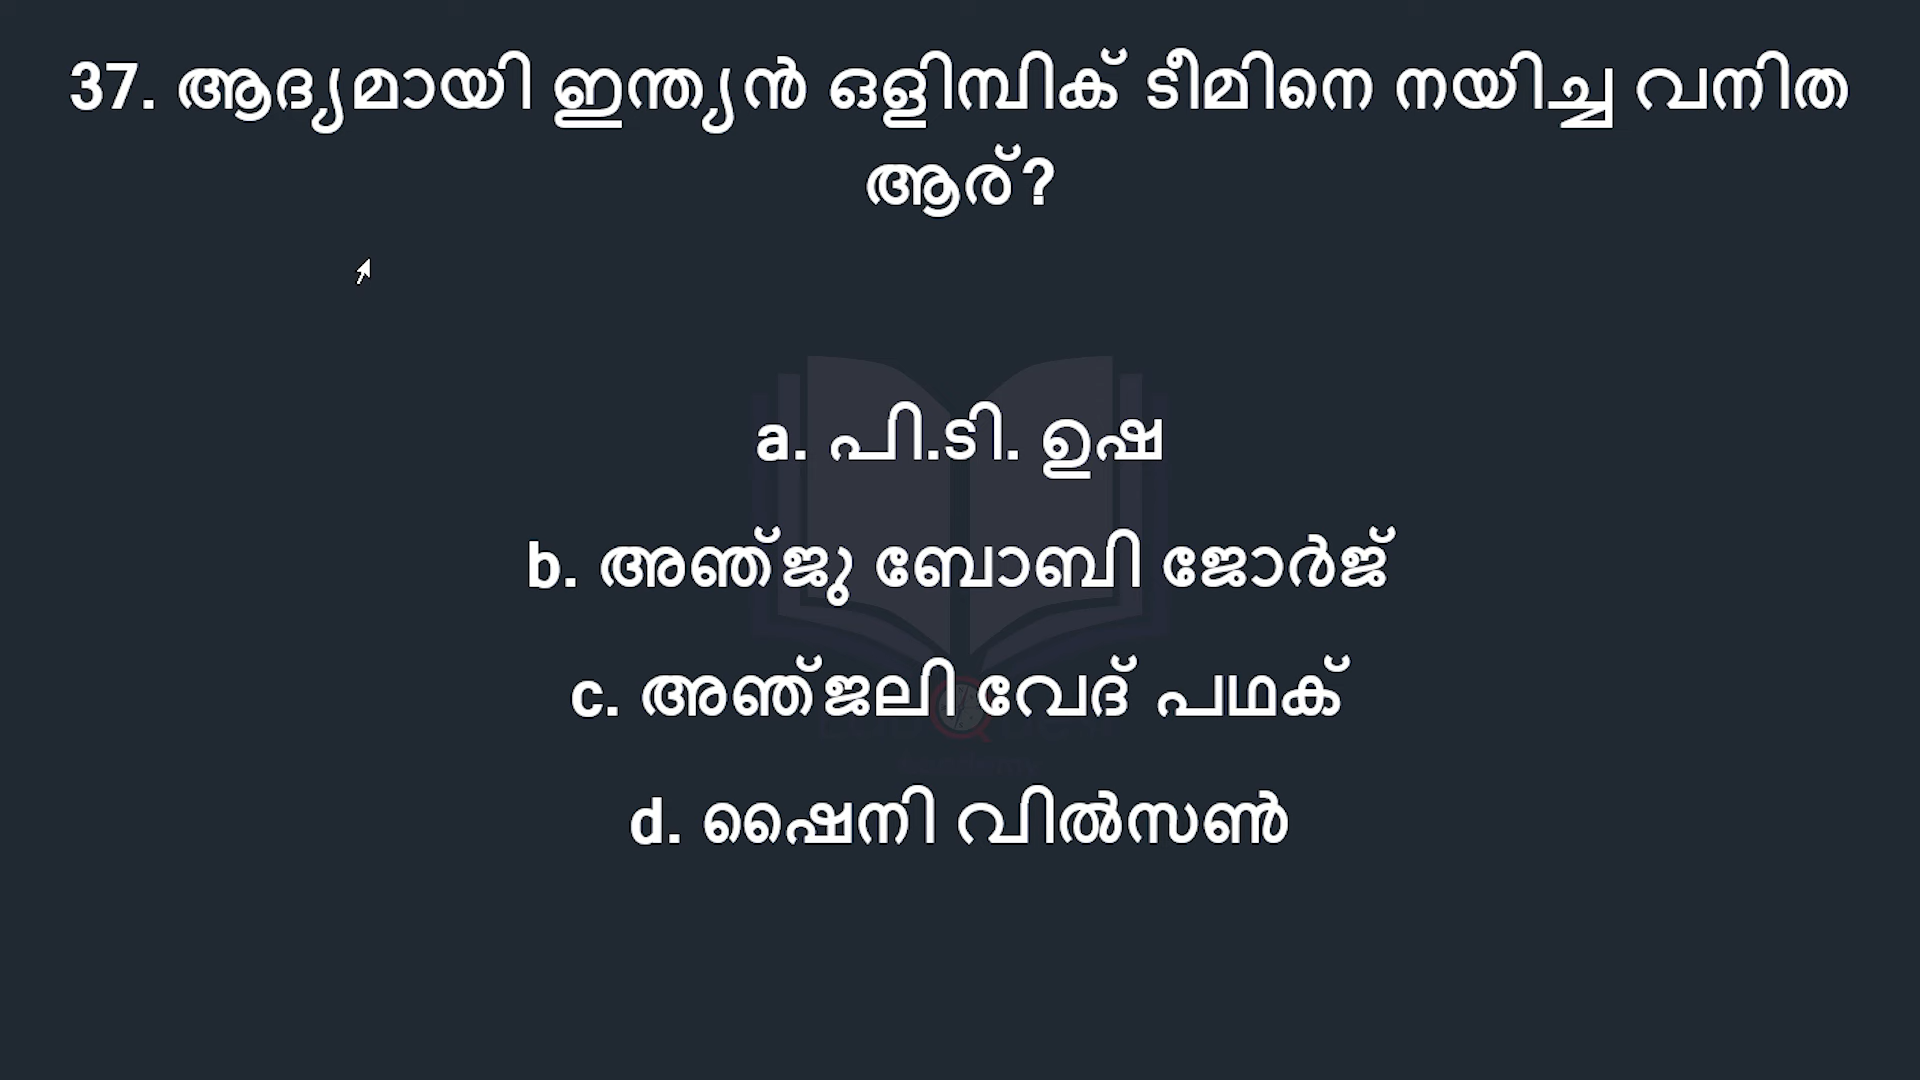 37. ആദ്യമായി ഇന്ത്യൻ ഒളിമ്പിക് ടീമിനെ നയിച്ച വനിത
ആര്?
a. പി.ടി. ഉഷ
b. അഞ്ജു ബോബി ജോർജ്
c. അഞ്ജലി വേദ് പഥക്
d. ഷൈനി വിൽസൺ